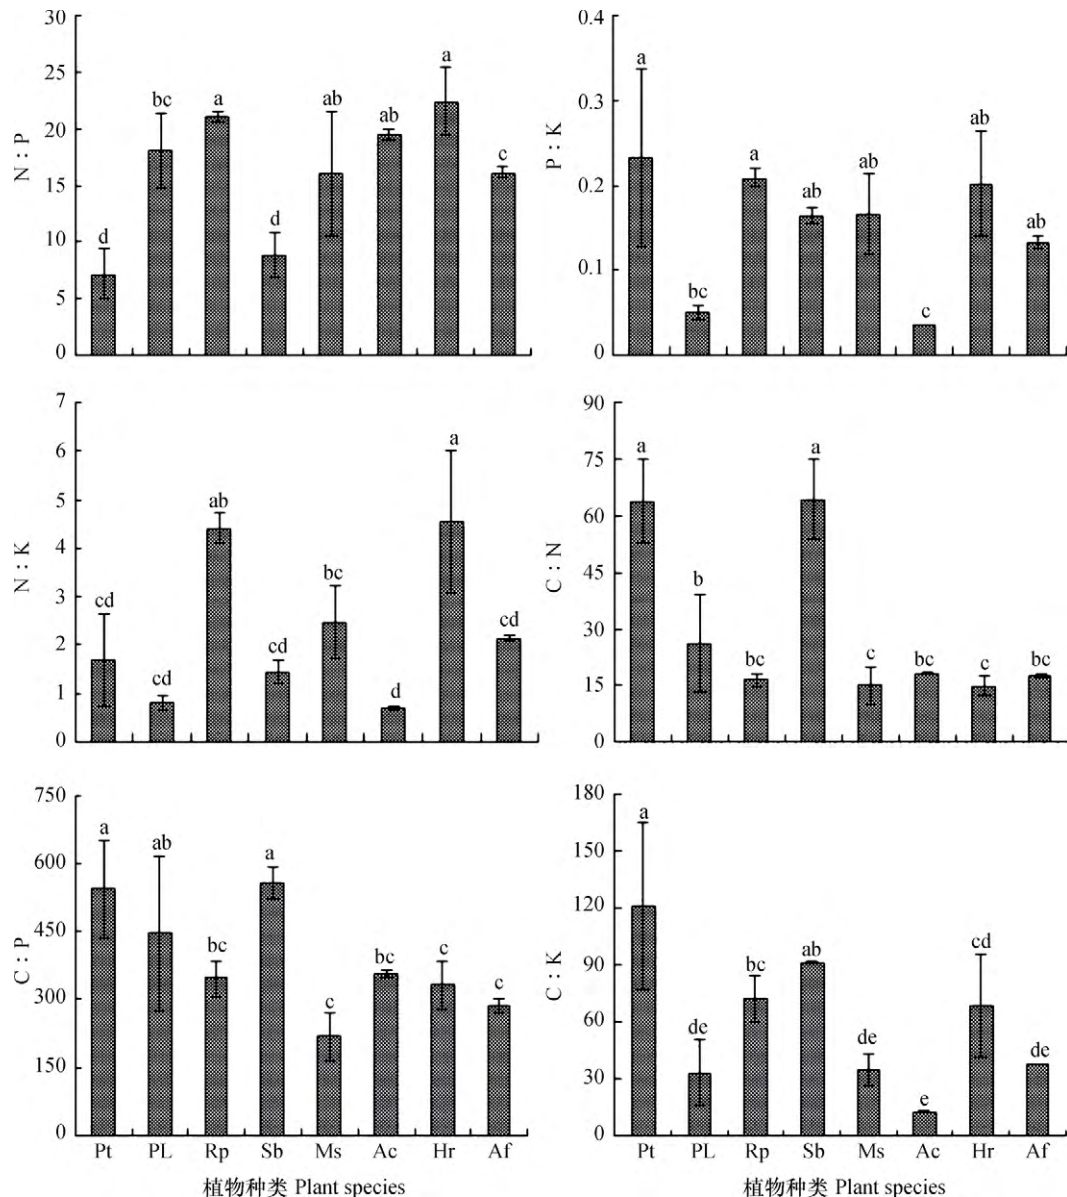 30
25
20
15
10
5
0
N : P
d
bc
a
d
ab
ab
a
c
0.4
0.3
0.2
0.1
0
P : K
a
bc
a
ab
ab
c
ab
ab
7
6
5
4
3
2
1
0
N : K
cd
cd
ab
cd
bc
d
a
cd
90
75
60
45
30
15
0
C : N
a
b
bc
a
c
bc
c
bc
750
600
450
300
150
0
C : P
a
ab
bc
a
c
bc
c
c
Pt PL Rp Sb Ms Ac Hr Af
植物种类 Plant species
180
150
120
90
60
30
0
C : K
a
de
bc
ab
de
e
cd
de
Pt PL Rp Sb Ms Ac Hr Af
植物种类 Plant species